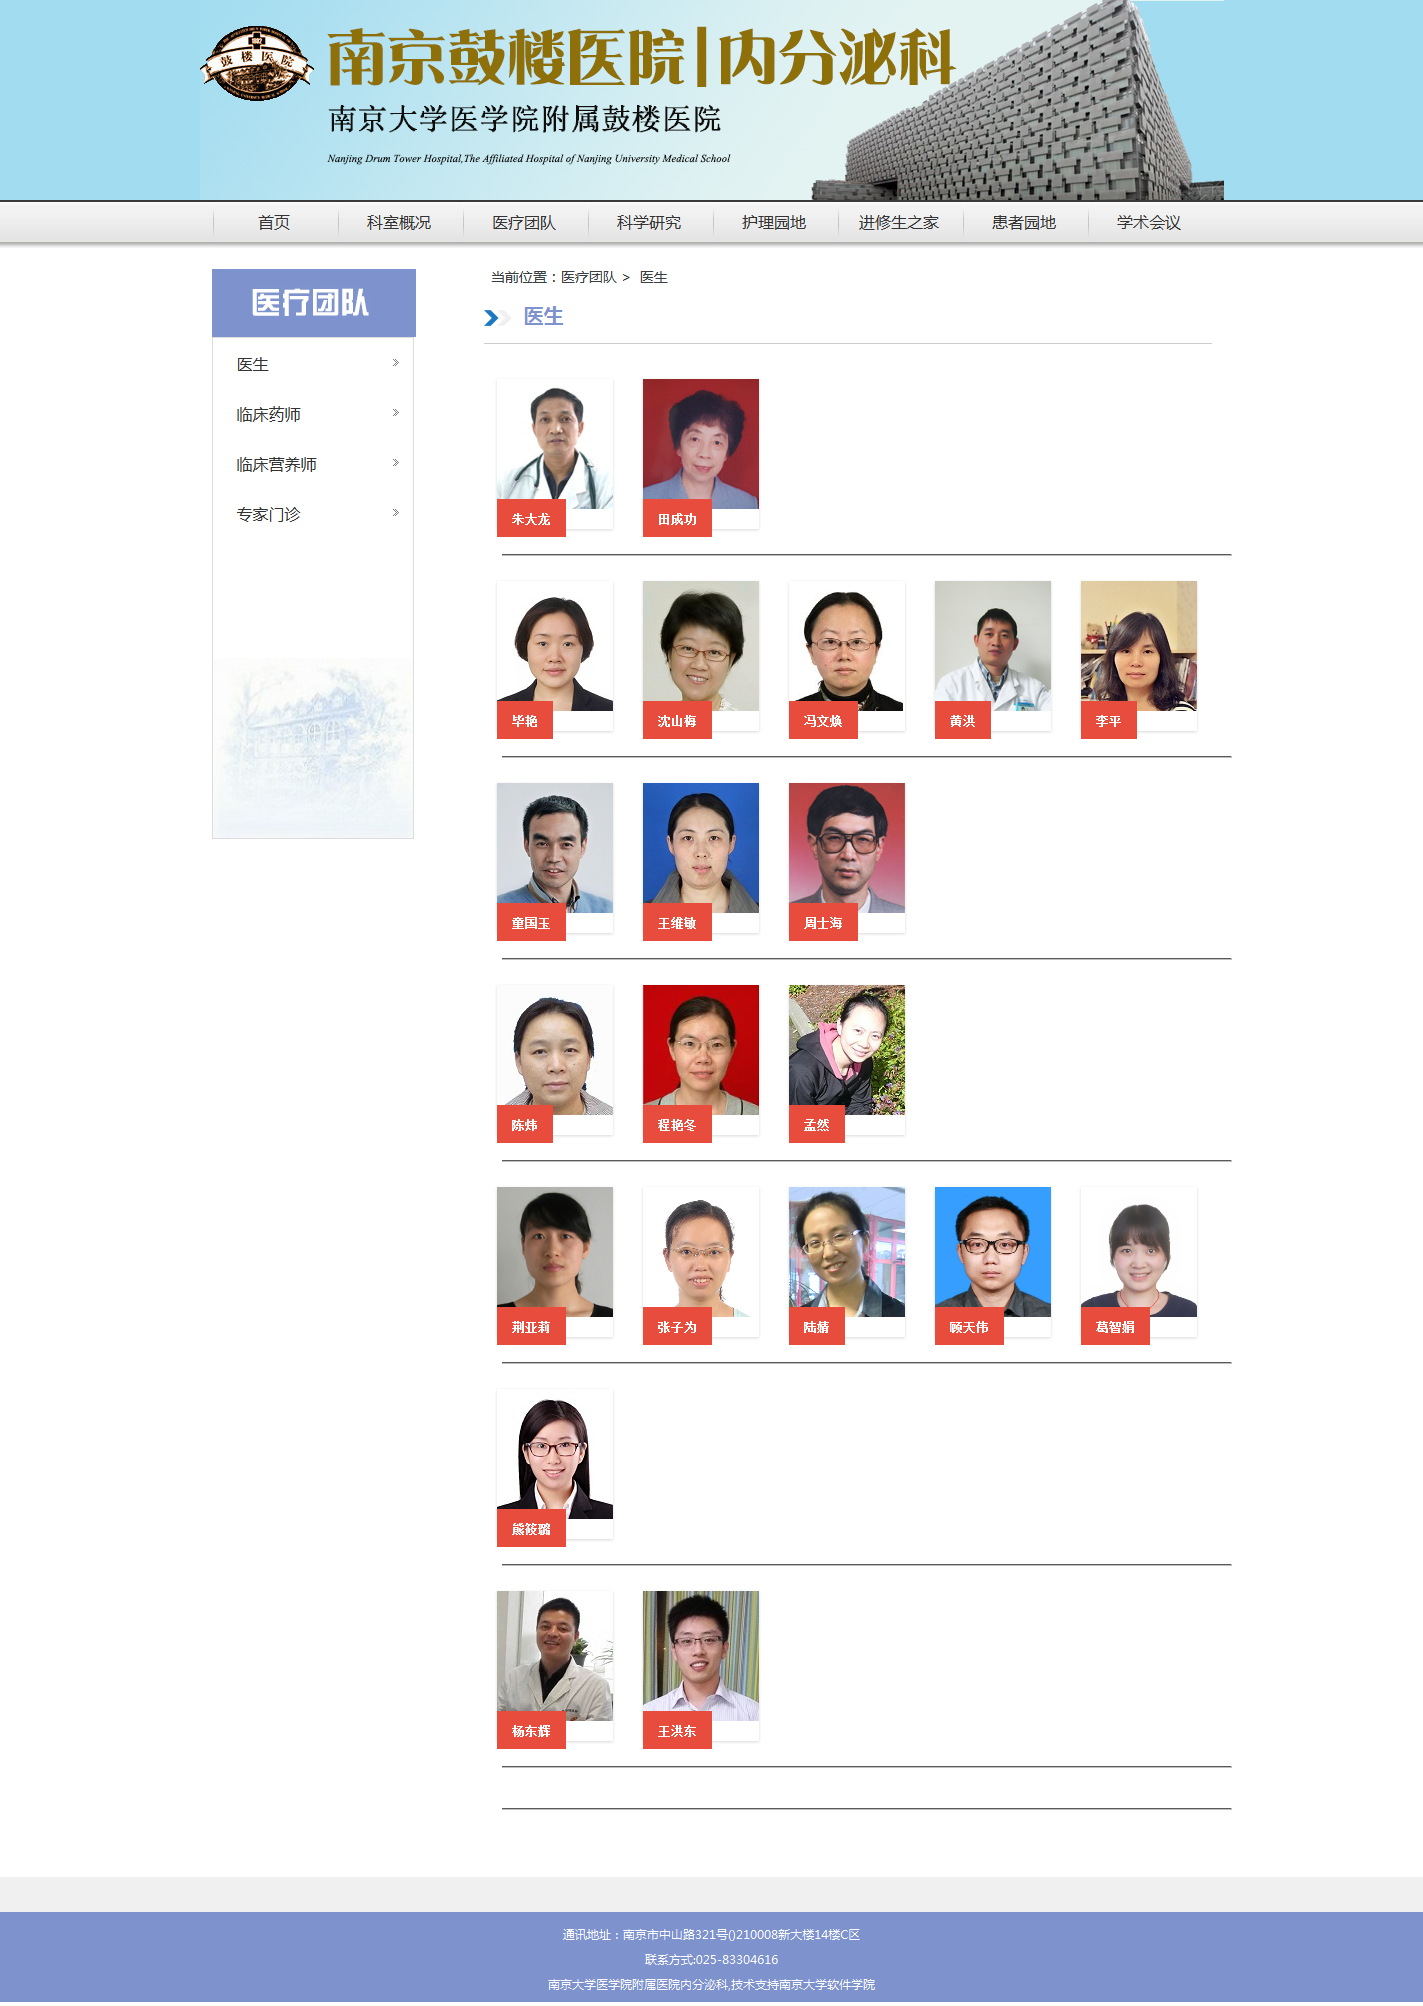 鼓楼医院
南京鼓楼医院|内分泌科
南京大学医学院附属鼓楼医院
Nanjing Drum Tower Hospital,The Affiliated Hospital of Nanjing University Medical School
首页 科室概况 医疗团队 科学研究 护理园地 进修生之家 患者园地 学术会议
医疗团队
医生
临床药师
临床营养师
专家门诊
当前位置：医疗团队 > 医生
医生
朱大龙 田成功
毕艳 沈山梅 冯文焕 黄洪 李平
童国玉 王维敏 周士海
陈炜 程艳冬 孟然
荆亚莉 张子为 陆婧 顾天伟 葛智娟
熊筱璐
杨东辉 王洪东
通讯地址：南京市中山路321号()210008新大楼14楼C区
联系方式:025-83304616
南京大学医学院附属医院内分泌科,技术支持南京大学软件学院